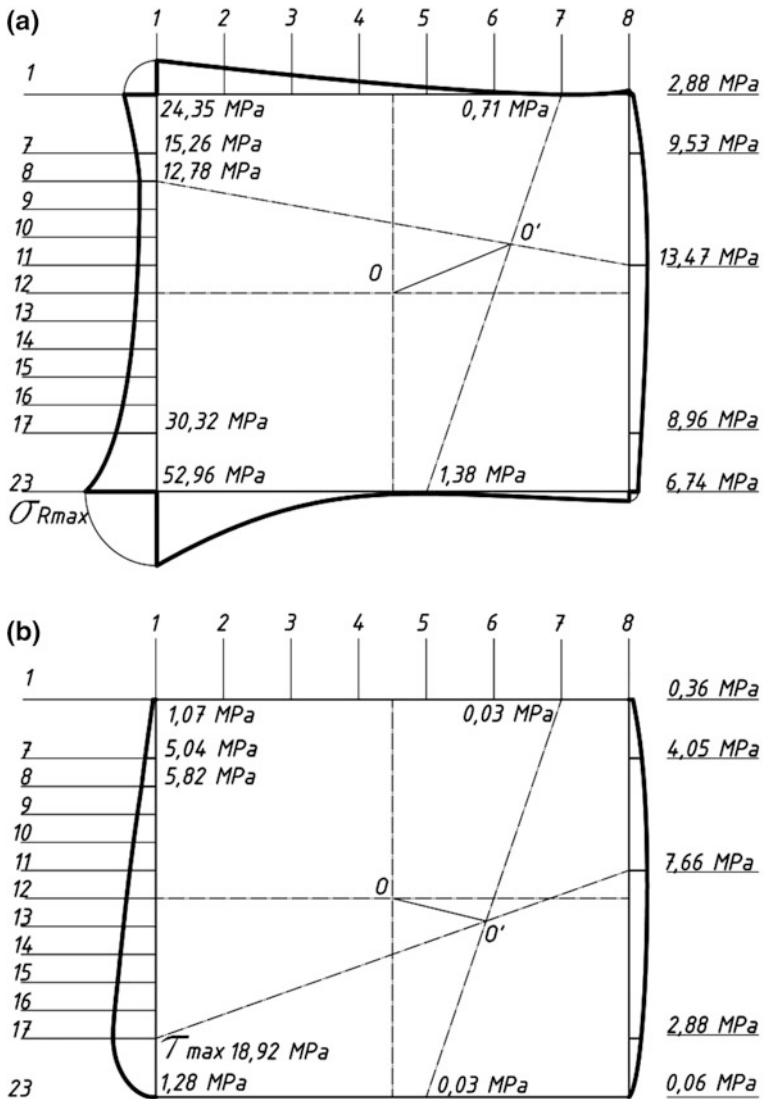 (a)
1 2 3 4 5 6 7 8
1
2,88 MPa
24,35 MPa 0,71 MPa
7 15,26 MPa 9,53 MPa
8 12,78 MPa
9
10
O'
11 13,47 MPa
O
12
13
14
15
16
17 30,32 MPa 8,96 MPa
23 52,96 MPa 1,38 MPa 6,74 MPa
σRmax
(b)
1 2 3 4 5 6 7 8
1
0,36 MPa
1,07 MPa 0,03 MPa
7 5,04 MPa 4,05 MPa
8 5,82 MPa
9
10
11 7,66 MPa
O
12
13
O'
14
15
16
17 2,88 MPa
τmax 18,92 MPa
23 1,28 MPa 0,03 MPa 0,06 MPa